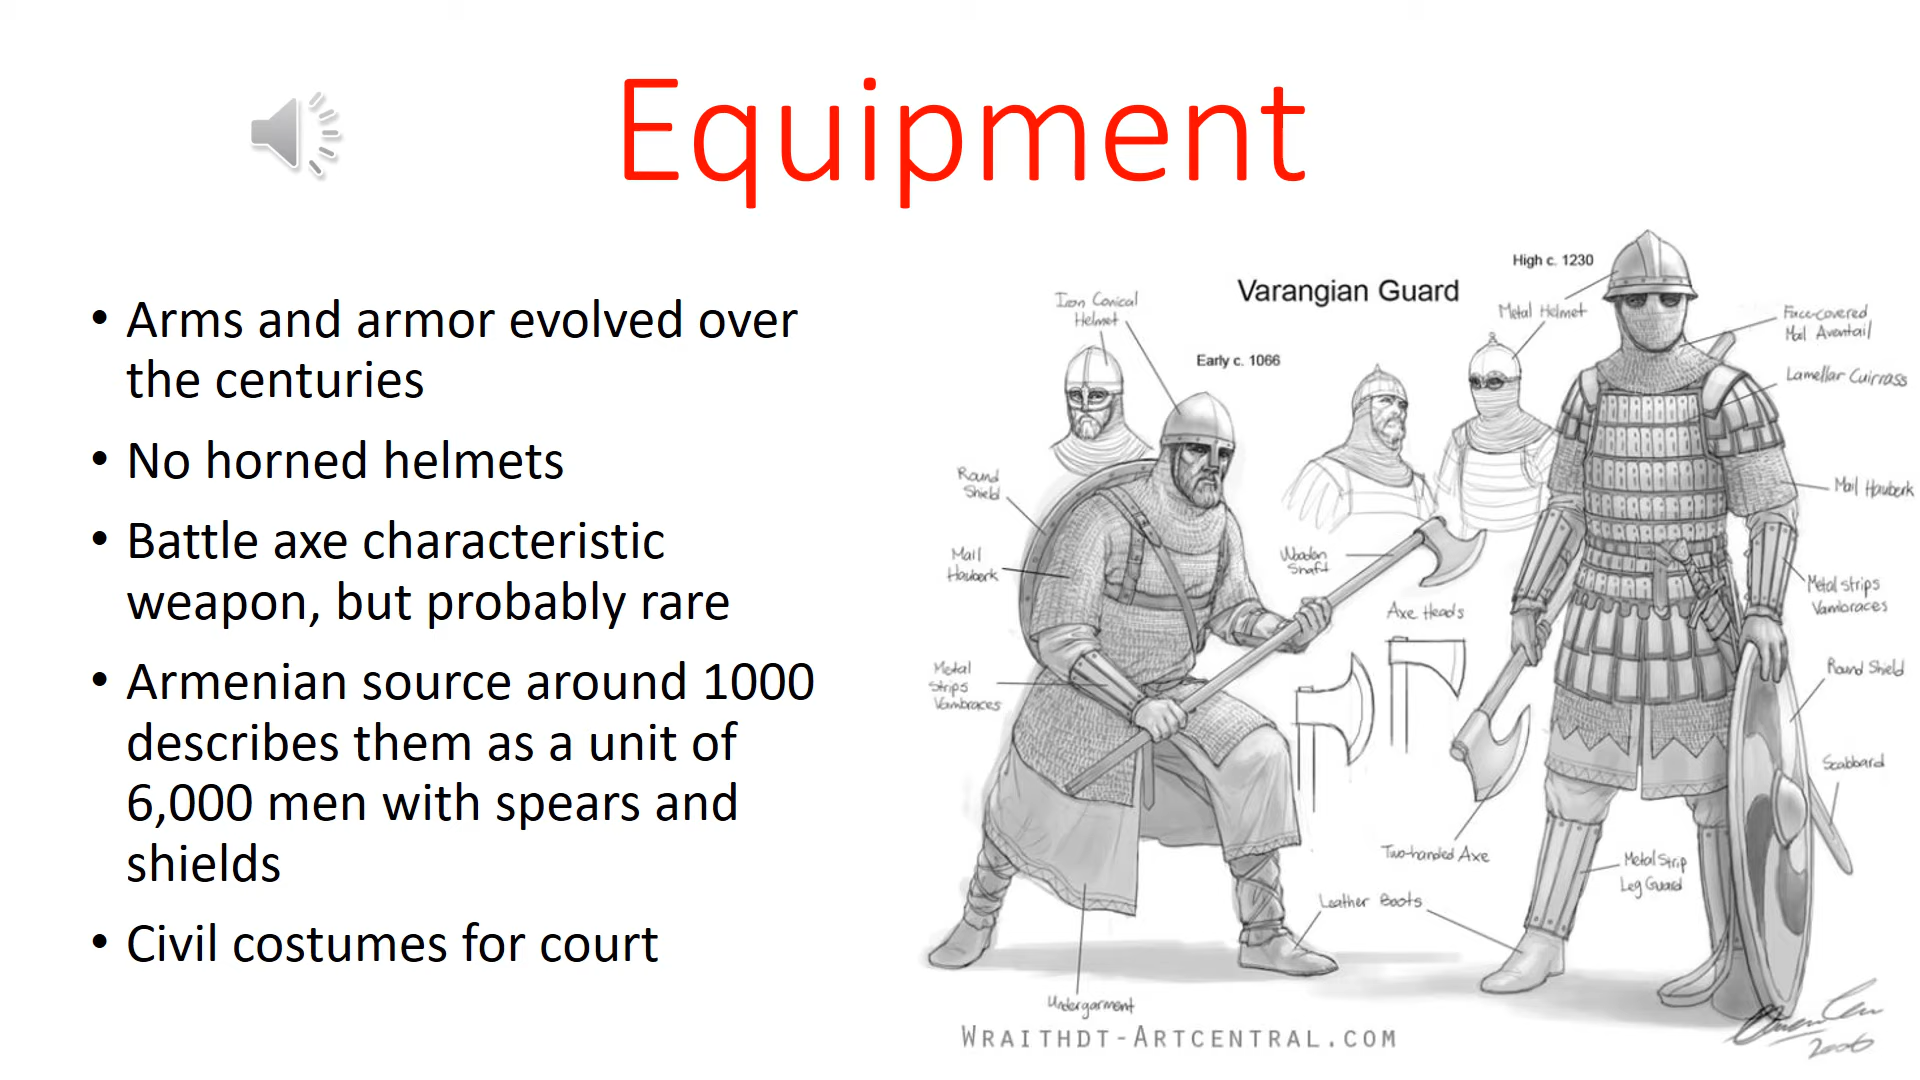 Equipment
• Arms and armor evolved over
the centuries
• No horned helmets
• Battle axe characteristic
weapon, but probably rare
• Armenian source around 1000
describes them as a unit of
6,000 men with spears and
shields
• Civil costumes for court
Varangian Guard
Early c. 1066
High c. 1230
Iron Conical
Helmet
Metal Helmet
Face-covered
Mail Aventail
Lamellar Cuirrass
Round
Shield
Mail Hauberk
Mail
Hauberk
Wooden
Shaft
Axe Heads
Metal strips
Vambraces
Metal
Strips
Vambraces
Round Shield
Scabbard
Two-handed Axe
Metal Strip
Leg Guard
Leather Boots
Undergarment
WRAITHDT-ARTCENTRAL.COM
2006